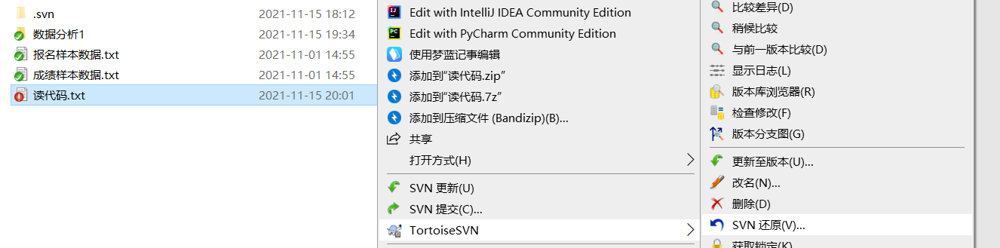 .svn 2021-11-15 18:12
数据分析1 2021-11-15 19:34
报名样本数据.txt 2021-11-01 14:55
成绩样本数据.txt 2021-11-01 14:55
读代码.txt 2021-11-15 20:01
Edit with IntelliJ IDEA Community Edition
Edit with PyCharm Community Edition
使用梦蓝记事编辑
添加到“读代码.zip”
添加到“读代码.7z”
添加到压缩文件 (Bandizip)(B)...
共享
打开方式(H)
SVN 更新(U)
SVN 提交(C)...
TortoiseSVN
比较差异(D)
稍候比较
与前一版本比较(D)
显示日志(L)
版本库浏览器(R)
检查修改(F)
版本分支图(G)
更新至版本(U)...
改名(N)...
删除(D)
SVN 还原(V)...
获取锁定(K)...